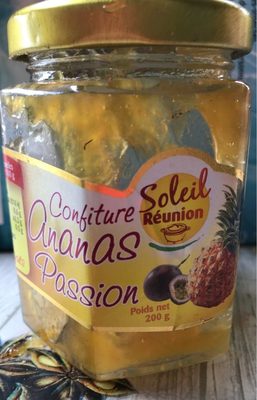 Confiture
Ananas
Passion
Soleil
Réunion
Poids net
200 g